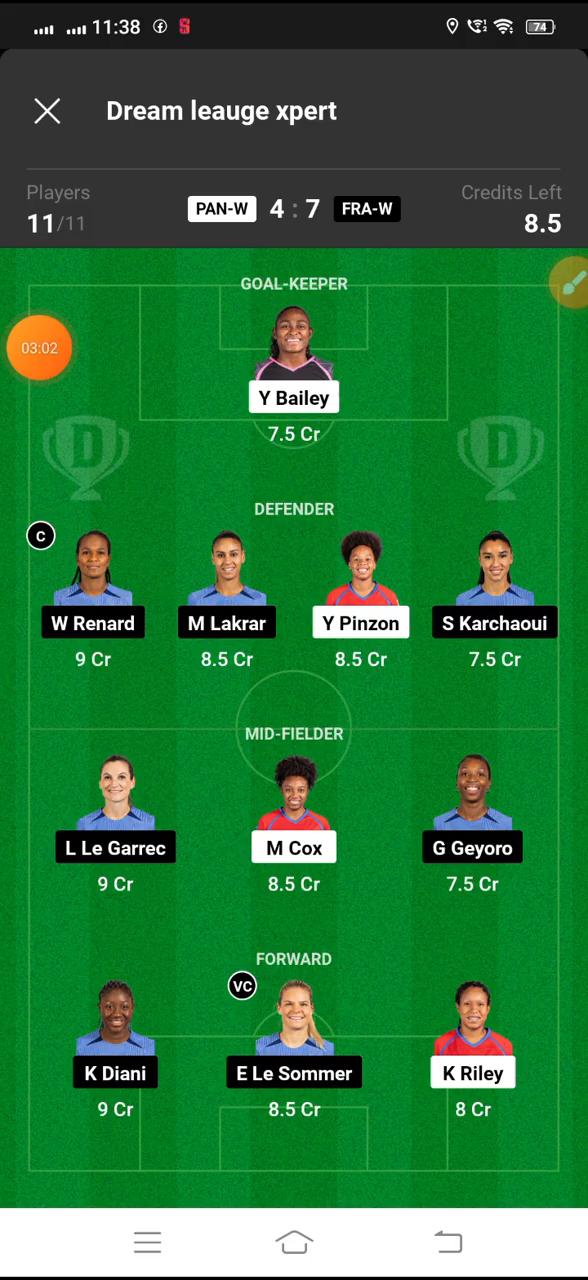 11:38
74
Dream leauge xpert
Players
Credits Left
11/11
PAN-W 4 : 7 FRA-W
8.5
GOAL-KEEPER
03:02
Y Bailey
7.5 Cr
D D
DEFENDER
C
W Renard M Lakrar Y Pinzon S Karchaoui
9 Cr 8.5 Cr 8.5 Cr 7.5 Cr
MID-FIELDER
L Le Garrec M Cox G Geyoro
9 Cr 8.5 Cr 7.5 Cr
FORWARD
VC
K Diani E Le Sommer K Riley
9 Cr 8.5 Cr 8 Cr